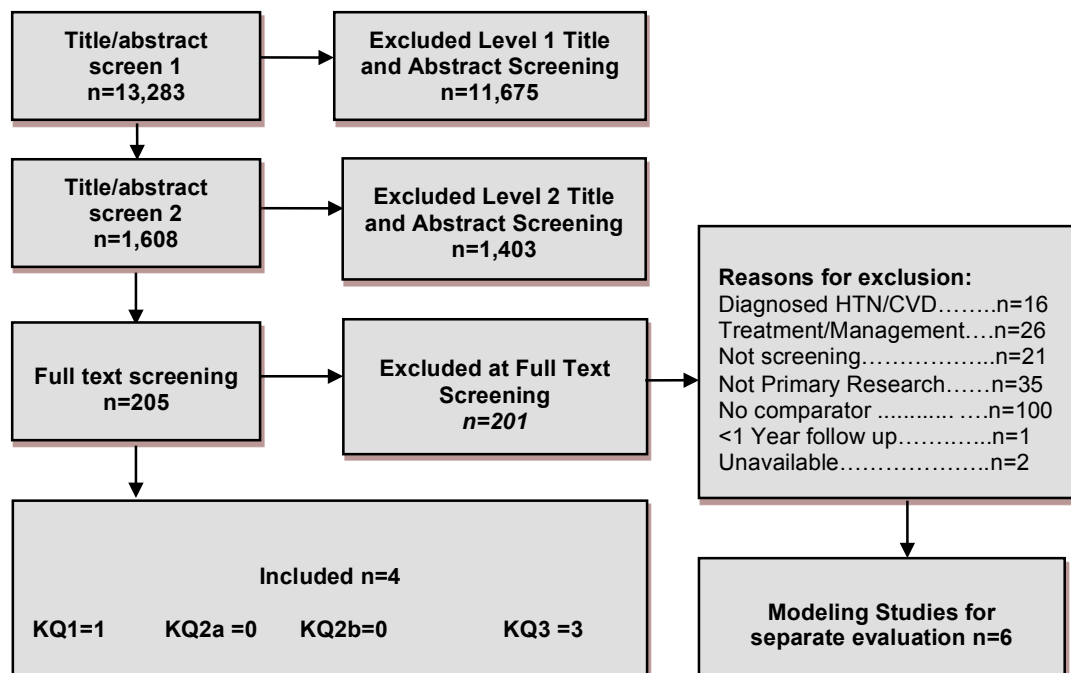 Title/abstract
screen 1
n=13,283
Excluded Level 1 Title
and Abstract Screening
n=11,675
Title/abstract
screen 2
n=1,608
Excluded Level 2 Title
and Abstract Screening
n=1,403
Full text screening
n=205
Excluded at Full Text
Screening
n=201
Reasons for exclusion:
Diagnosed HTN/CVD……..n=16
Treatment/Management….n=26
Not screening……………...n=21
Not Primary Research……n=35
No comparator ........... ….n=100
<1 Year follow up…….…..n=1
Unavailable………………….n=2
Included n=4
KQ1=1 KQ2a =0 KQ2b=0 KQ3 =3
Modeling Studies for
separate evaluation n=6